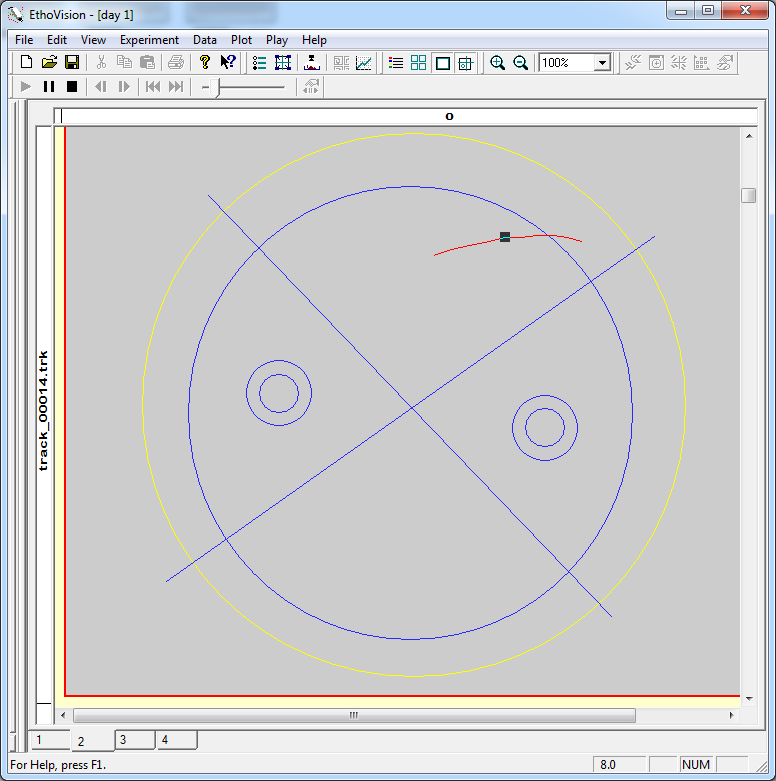 EthoVision - [day 1]
File Edit View Experiment Data Plot Play Help
100%
o
track_00014.trk
1 2 3 4
For Help, press F1. 8.0 NUM